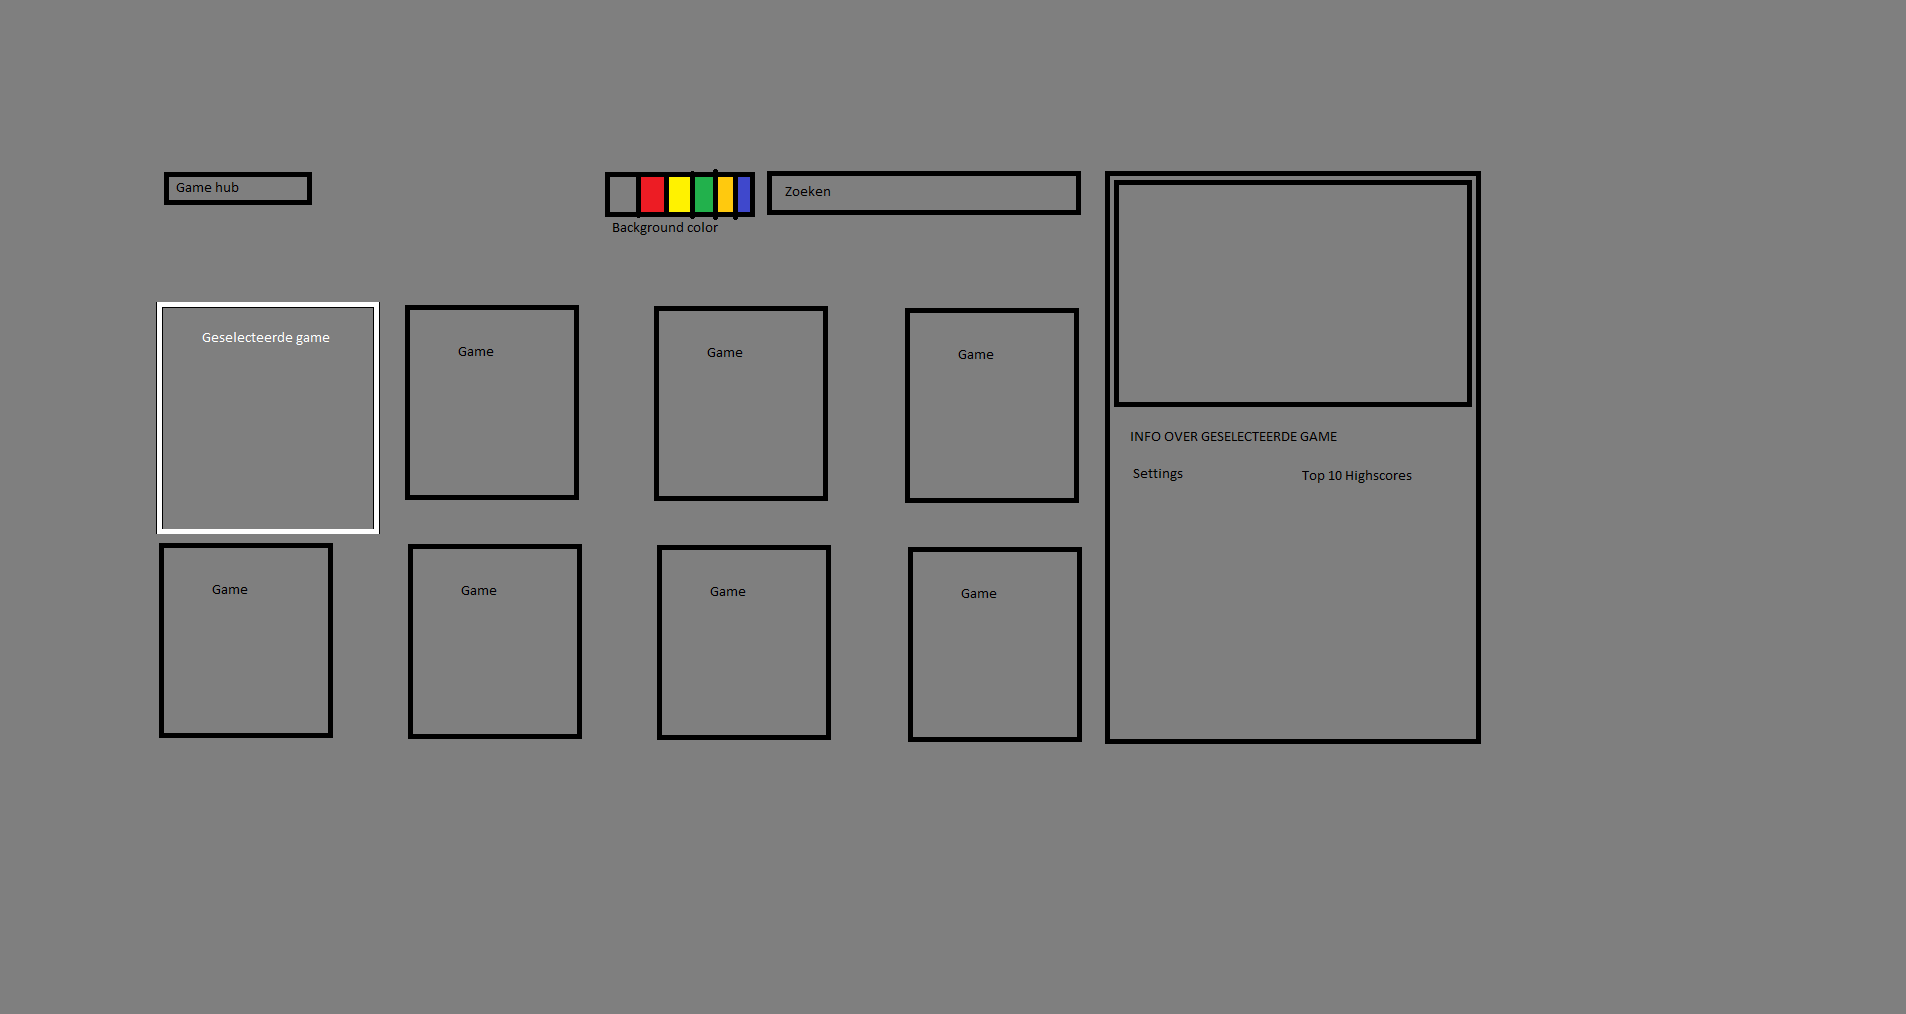 Game hub
Background color
Zoeken
Geselecteerde game
Game
Game
Game
Game
Game
Game
Game
INFO OVER GESELECTEERDE GAME
Settings
Top 10 Highscores